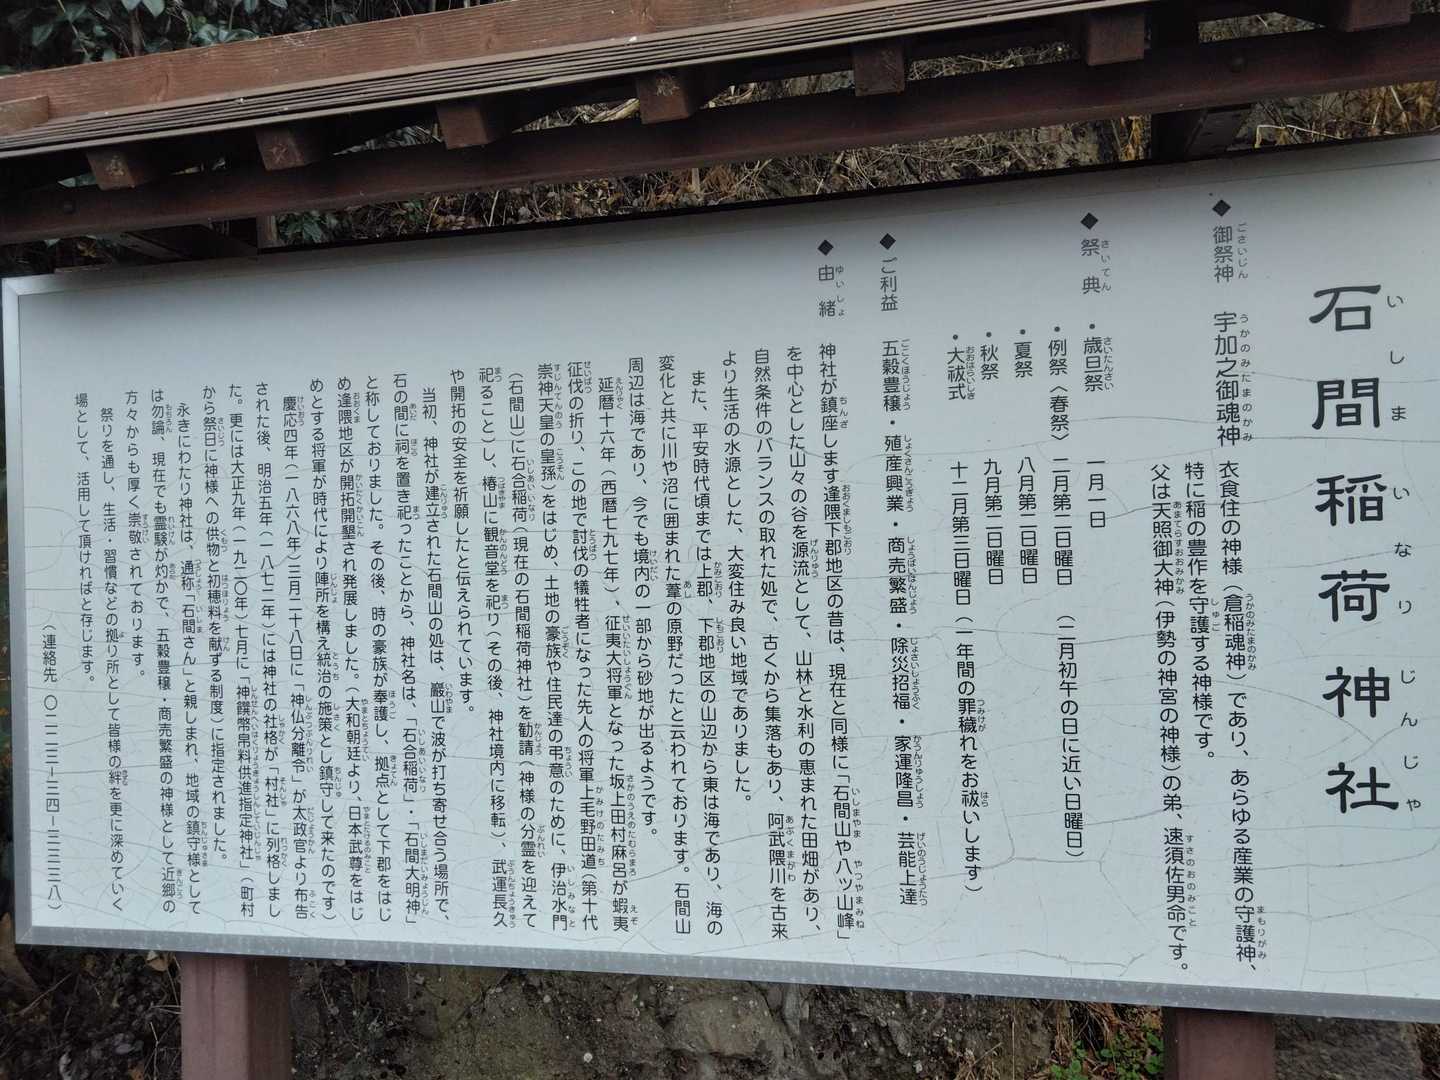 石間稲荷神社
いしまいなりじんじゃ
◆御祭神 宇加之御魂神 衣食住の神様(倉稲魂神)であり、あらゆる産業の守護神、
特に稲の豊作を守護する神様です。
父は天照御大神(伊勢の神宮の神様)の弟、速須佐男命です。
◆祭典・歳旦祭 一月一日
・例祭〈春祭〉 二月第二日曜日 (二月初午の日に近い日曜日)
・夏祭 八月第二日曜日
・秋祭 九月第二日曜日
・大祓式 十二月第三日曜日(一年間の罪穢れをお祓いします)
◆ご利益 五穀豊穣・殖産興業・商売繁盛・除災招福・家運隆昌・芸能上達
◆由緒 神社が鎮座します逢隈下郡地区の昔は、現在と同様に「石間山や八ッ山峰」
を中心とした山々の谷を源流として、山林と水利の恵まれた田畑があり、
自然条件のバランスの取れた処で、古くから集落もあり、阿武隈川を古来
より生活の水源とした、大変住み良い地域でありました。
また、平安時代頃までは上郡、下郡地区の山辺から東は海であり、海の
変化と共に川や沼に囲まれた葦の原野だったと云われております。石間山
周辺は海であり、今でも境内の一部から砂地が出るようです。
延暦十六年(西暦七九七年)、征夷大将軍となった坂上田村麻呂が蝦夷
征伐の折り、この地で討伐の犠牲者になった先人の将軍上毛野田道(第十代
崇神天皇の皇孫)をはじめ、土地の豪族や住民達の弔意のために、伊治水門
(石間山)に石合稲荷(現在の石間稲荷神社)を勧請(神様の分霊を迎えて
祀ること)し、椿山に観音堂を祀り(その後、神社境内に移転)、武運長久
や開拓の安全を祈願したと伝えられています。
当初、神社が建立された石間山の処は、巖山で波が打ち寄せ合う場所で、
石の間に祠を置き祀ったことから、神社名は、「石合稲荷」・「石間大明神」
と称しておりました。その後、時の豪族が奉護し、拠点として下郡をはじ
め逢隈地区が開拓開墾され発展しました。(大和朝廷より、日本武尊をはじ
めとする将軍が時代により陣所を構え統治の施策とし鎮守して来たのです)
慶応四年(一八六八年)三月二十八日に「神仏分離令」が太政官より布告
された後、明治五年(一八七二年)には神社の社格が「村社」に列格しまし
た。更には大正九年(一九二〇年)七月に「神饌幣帛料供進指定神社」(町村
から祭日に神様への供物と初穂料を献ずる制度)に指定されました。
永きにわたり神社は、通称「石間さん」と親しまれ、地域の鎮守様として
は勿論、現在でも霊験が灼かで、五穀豊穣・商売繁盛の神様として近郷の
方々からも厚く崇敬されております。
祭りを通し、生活・習慣などの拠り所として皆様の絆を更に深めていく
場として、活用して頂ければと存じます。
(連絡先 〇二二三ー三四ー三三三八)